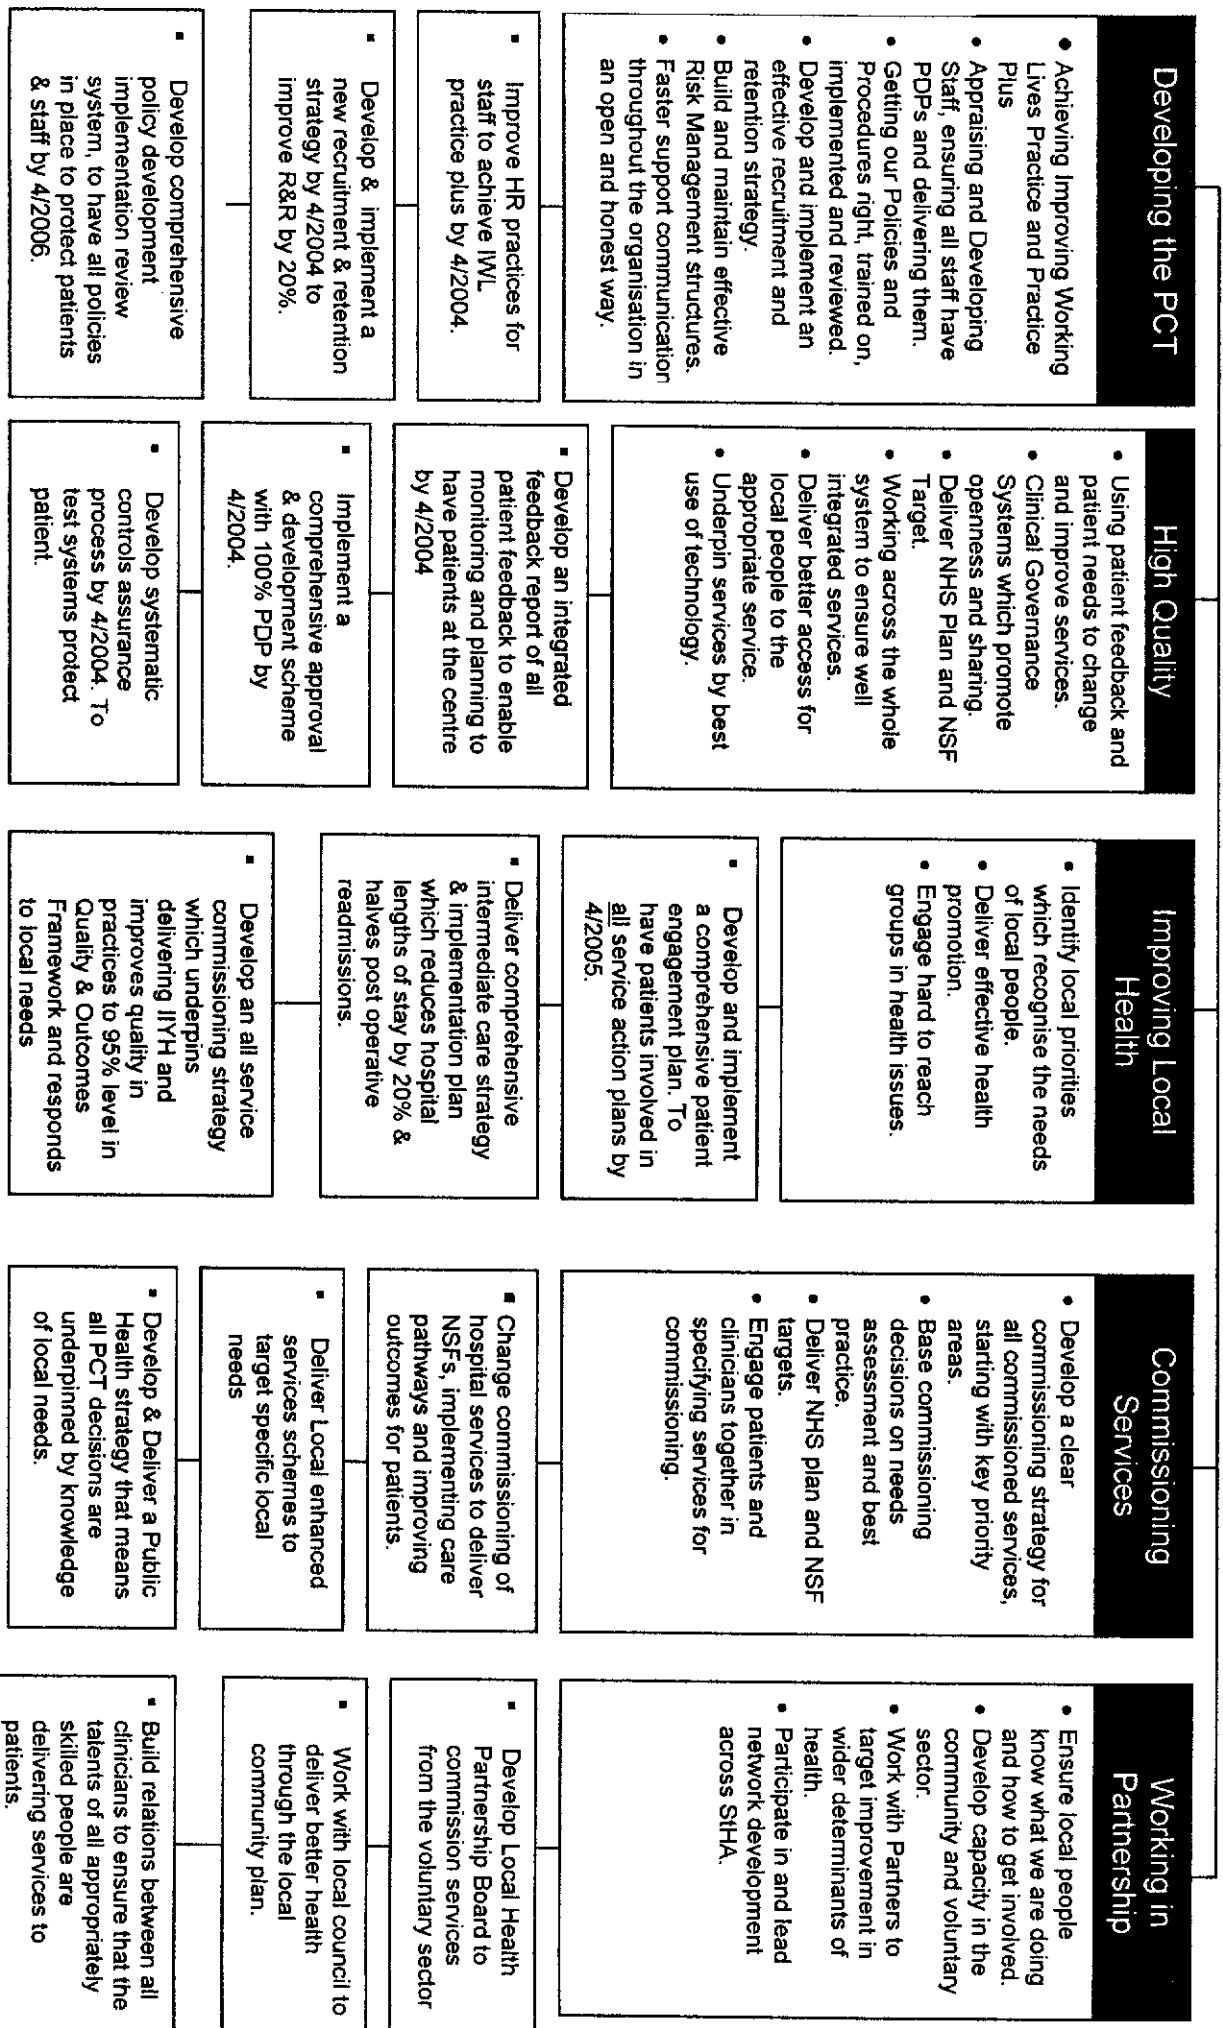 Developing the PCT
• Achieving Improving Working
Lives Practice and Practice
Plus
• Appraising and Developing
Staff, ensuring all staff have
PDPs and delivering them.
• Getting our Policies and
Procedures right, trained on,
implemented and reviewed.
• Develop and implement an
effective recruitment and
retention strategy.
• Build and maintain effective
Risk Management structures.
• Faster support communication
throughout the organisation in
an open and honest way.
▪ Improve HR practices for
staff to achieve IWL
practice plus by 4/2004.
▪ Develop & implement a
new recruitment & retention
strategy by 4/2004 to
improve R&R by 20%.
▪ Develop comprehensive
policy development
implementation review
system, to have all policies
in place to protect patients
& staff by 4/2006.
High Quality
• Using patient feedback and
patient needs to change
and improve services.
• Clinical Governance
Systems which promote
openness and sharing.
• Deliver NHS Plan and NSF
Target.
• Working across the whole
system to ensure well
integrated services.
• Deliver better access for
local people to the
appropriate service.
• Underpin services by best
use of technology.
▪ Develop an integrated
feedback report of all
patient feedback to enable
monitoring and planning to
have patients at the centre
by 4/2004
▪ Implement a
comprehensive approval
& development scheme
with 100% PDP by
4/2004.
▪ Develop systematic
controls assurance
process by 4/2004. To
test systems protect
patient.
Improving Local
Health
• Identify local priorities
which recognise the needs
of local people.
• Deliver effective health
promotion.
• Engage hard to reach
groups in health issues.
▪ Develop and implement
a comprehensive patient
engagement plan. To
have patients involved in
all service action plans by
4/2005.
▪ Deliver comprehensive
intermediate care strategy
& implementation plan
which reduces hospital
lengths of stay by 20% &
halves post operative
readmissions.
▪ Develop an all service
commissioning strategy
which underpins
delivering IIYH and
improves quality in
practices to 95% level in
Quality & Outcomes
Framework and responds
to local needs
Commissioning
Services
• Develop a clear
commissioning strategy for
all commissioned services,
starting with key priority
areas.
• Base commissioning
decisions on needs
assessment and best
practice.
• Deliver NHS plan and NSF
targets.
• Engage patients and
clinicians together in
specifying services for
commissioning.
▪ Change commissioning of
hospital services to deliver
NSFs, implementing care
pathways and improving
outcomes for patients.
▪ Deliver Local enhanced
services schemes to
target specific local
needs
▪ Develop & Deliver a Public
Health strategy that means
all PCT decisions are
underpinned by knowledge
of local needs.
Working in
Partnership
• Ensure local people
know what we are doing
and how to get involved.
• Develop capacity in the
community and voluntary
sector.
• Work with Partners to
target improvement in
wider determinants of
health.
• Participate in and lead
network development
across StHA.
▪ Develop Local Health
Partnership Board to
commission services
from the voluntary sector
▪ Work with local council to
deliver better health
through the local
community plan.
▪ Build relations between all
clinicians to ensure that the
talents of all appropriately
skilled people are
delivering services to
patients.